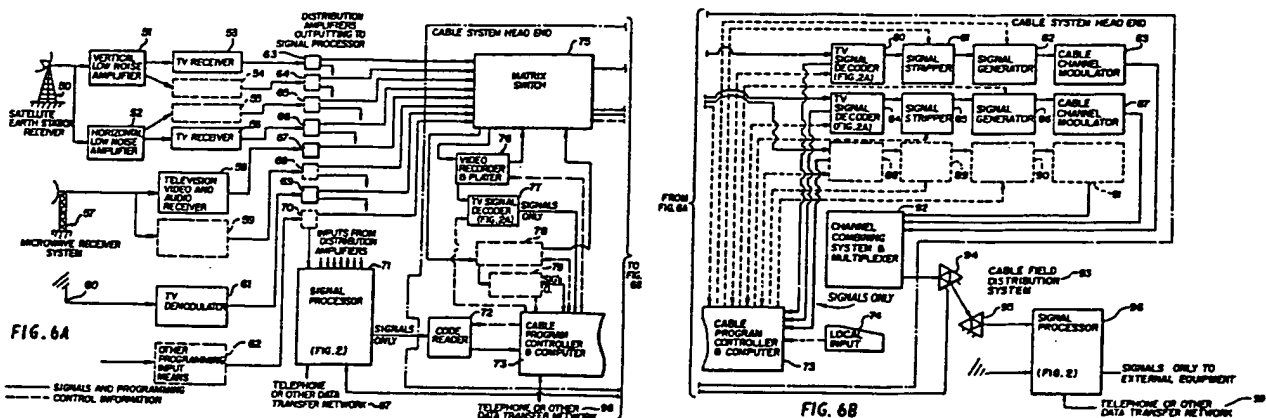 DISTRIBUTION
AMPLIFIERS
OUTPUTTING TO
SIGNAL PROCESSOR
51
VERTICAL
LOW NOISE
AMPLIFIER
53
TV RECEIVER
63
54
64
55
65
50
SATELLITE
EARTH STATION
RECEIVER
52
HORIZONTAL
LOW NOISE
AMPLIFIER
56
TV RECEIVER
66
67
58
TELEVISION
VIDEO AND
AUDIO
RECEIVER
68
69
57
MICROWAVE RECEIVER
SYSTEM
59
70
60
TV
DEMODULATOR
61
INPUTS FROM
DISTRIBUTION
AMPLIFIERS
71
SIGNAL
PROCESSOR
(FIG.2)
OTHER
PROGRAMMING
INPUT
MEANS
62
FIG. 6A
SIGNALS AND PROGRAMMING
CONTROL INFORMATION
TELEPHONE
OR OTHER DATA
TRANSFER NETWORK
97
CABLE SYSTEM HEAD END
75
MATRIX
SWITCH
76
VIDEO
RECORDER
& PLAYER
77
TV SIGNAL
DECODER
(FIG.2A)
SIGNALS
ONLY
78
79
SIGNALS
ONLY
72
CODE
READER
CABLE
PROGRAM
CONTROLLER
& COMPUTER
73
TELEPHONE OR OTHER
DATA TRANSFER NETWORK
98
TO
FIG.
6B
FROM
FIG.6A
CABLE SYSTEM HEAD END
80
TV
SIGNAL
DECODER
(FIG.2A)
81
SIGNAL
STRIPPER
82
SIGNAL
GENERATOR
83
CABLE
CHANNEL
MODULATOR
TV
SIGNAL
DECODER
(FIG.2A)
84
SIGNAL
STRIPPER
85
SIGNAL
GENERATOR
86
CABLE
CHANNEL
MODULATOR
87
88
89
90
91
92
CHANNEL
COMBINING
SYSTEM &
MULTIPLEXER
94
CABLE FIELD
DISTRIBUTION
SYSTEM
93
95
SIGNALS ONLY
CABLE
PROGRAM
CONTROLLER
& COMPUTER
73
74
LOCAL
INPUT
SIGNAL
PROCESSOR
96
(FIG.2)
SIGNALS ONLY TO
EXTERNAL EQUIPMENT
TELEPHONE OR OTHER DATA
TRANSFER NETWORK
FIG. 6B